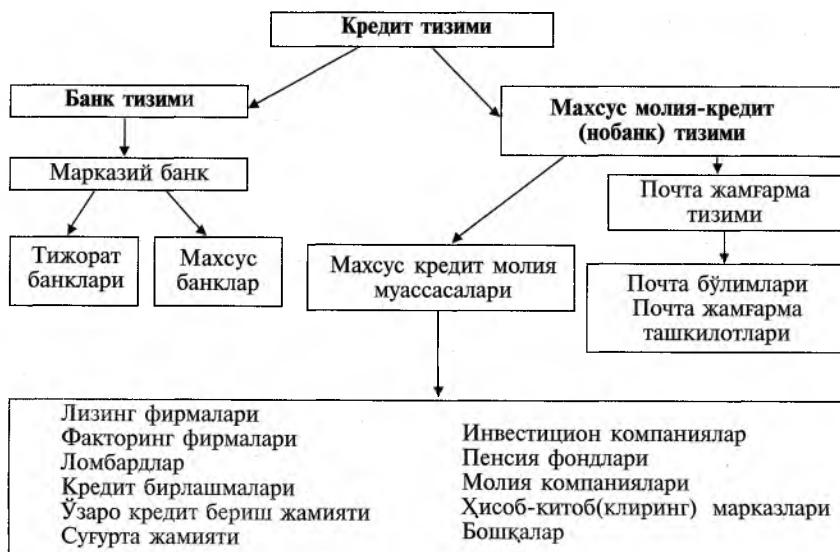 Кредит тизими
Банк тизими
Махсус молия-кредит
(нобанк) тизими
Марказий банк
Почта жамғарма
тизими
Тижорат
банклари
Махсус
банклар
Махсус кредит молия
муассасалари
Почта бўлимлари
Почта жамғарма
ташкилотлари
Лизинг фирмалари
Факторинг фирмалари
Ломбардлар
Кредит бирлашмалари
Ўзаро кредит бериш жамияти
Суғурта жамияти
Инвестицион компаниялар
Пенсия фондлари
Молия компаниялари
Ҳисоб-китоб(клиринг) марказлари
Бошқалар